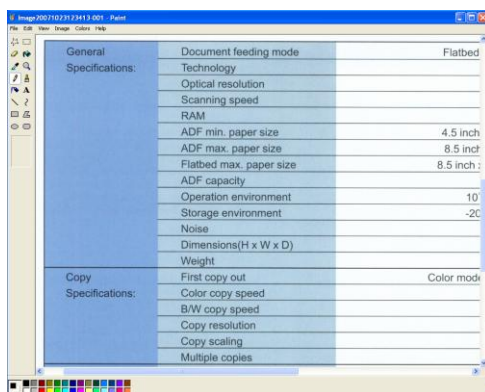 Image20071023123413-001 - Paint
File Edit View Image Colors Help
General Document feeding mode Flatbed
Specifications: Technology
Optical resolution
Scanning speed
RAM
ADF min. paper size 4.5 inch
ADF max. paper size 8.5 inch
Flatbed max. paper size 8.5 inch :
ADF capacity
Operation environment 10°
Storage environment -20
Noise
Dimensions(H x W x D)
Weight
Copy First copy out Color mode
Specifications: Color copy speed
B/W copy speed
Copy resolution
Copy scaling
Multiple copies